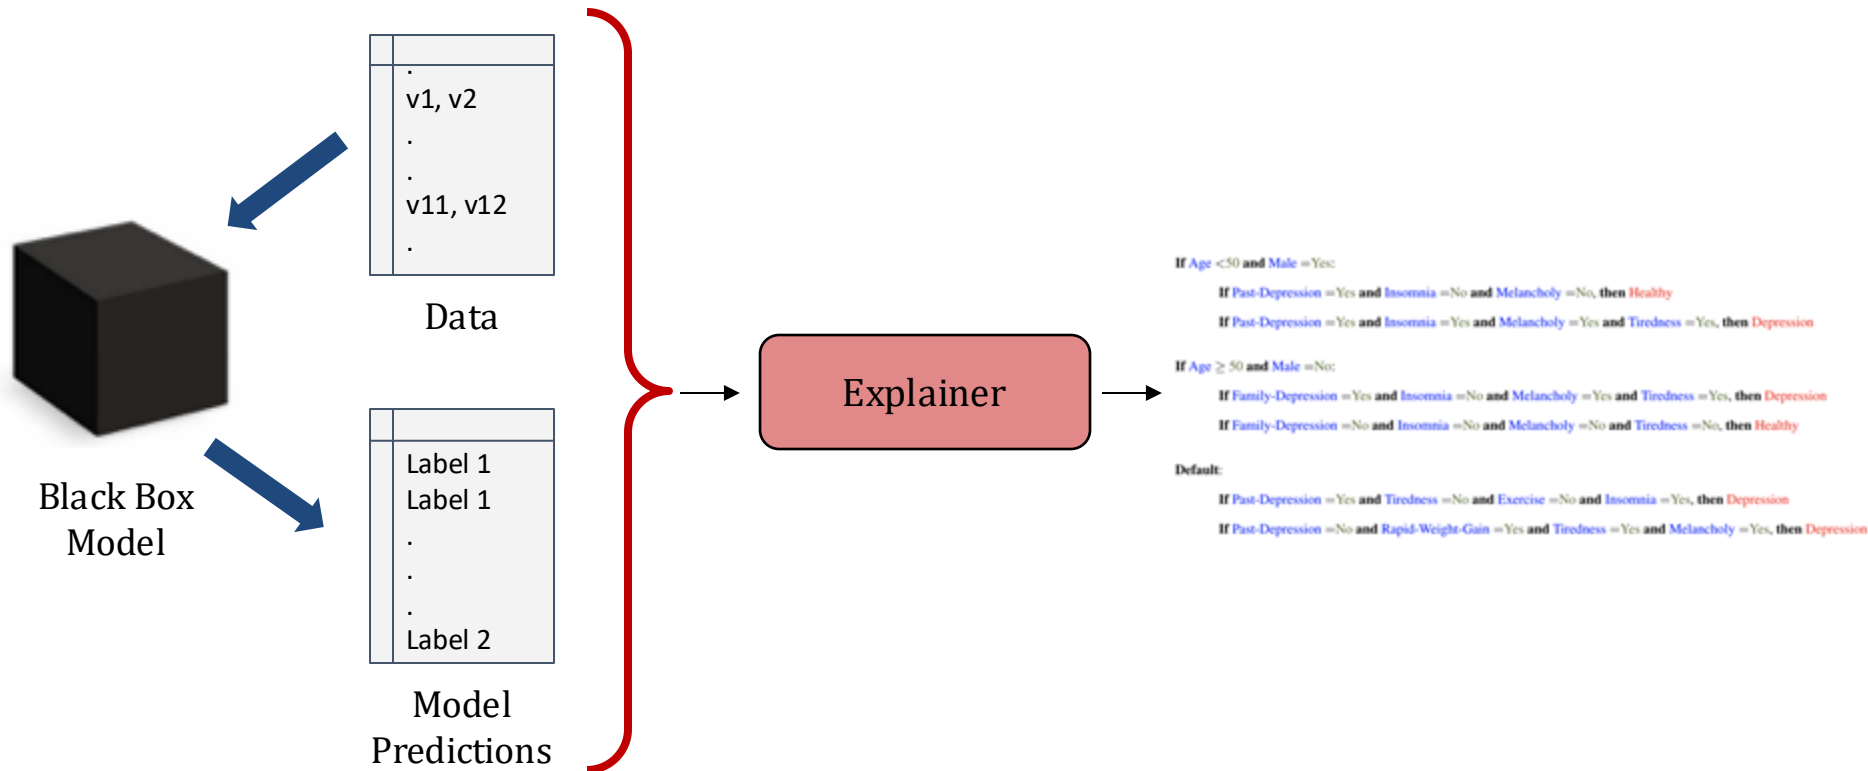 .
v1, v2
.
.
v11, v12
.
Data
Black Box
Model
Label 1
Label 1
.
.
.
Label 2
Model
Predictions
Explainer
If Age <50 and Male =Yes:
If Past-Depression =Yes and Insomnia =No and Melancholy =No, then Healthy
If Past-Depression =Yes and Insomnia =Yes and Melancholy =Yes and Tiredness =Yes, then Depression
If Age ≥ 50 and Male =No:
If Family-Depression =Yes and Insomnia =No and Melancholy =Yes and Tiredness =Yes, then Depression
If Family-Depression =No and Insomnia =No and Melancholy =No and Tiredness =No, then Healthy
Default:
If Past-Depression =Yes and Tiredness =No and Exercise =No and Insomnia =Yes, then Depression
If Past-Depression =No and Rapid-Weight-Gain =Yes and Tiredness =Yes and Melancholy =Yes, then Depression